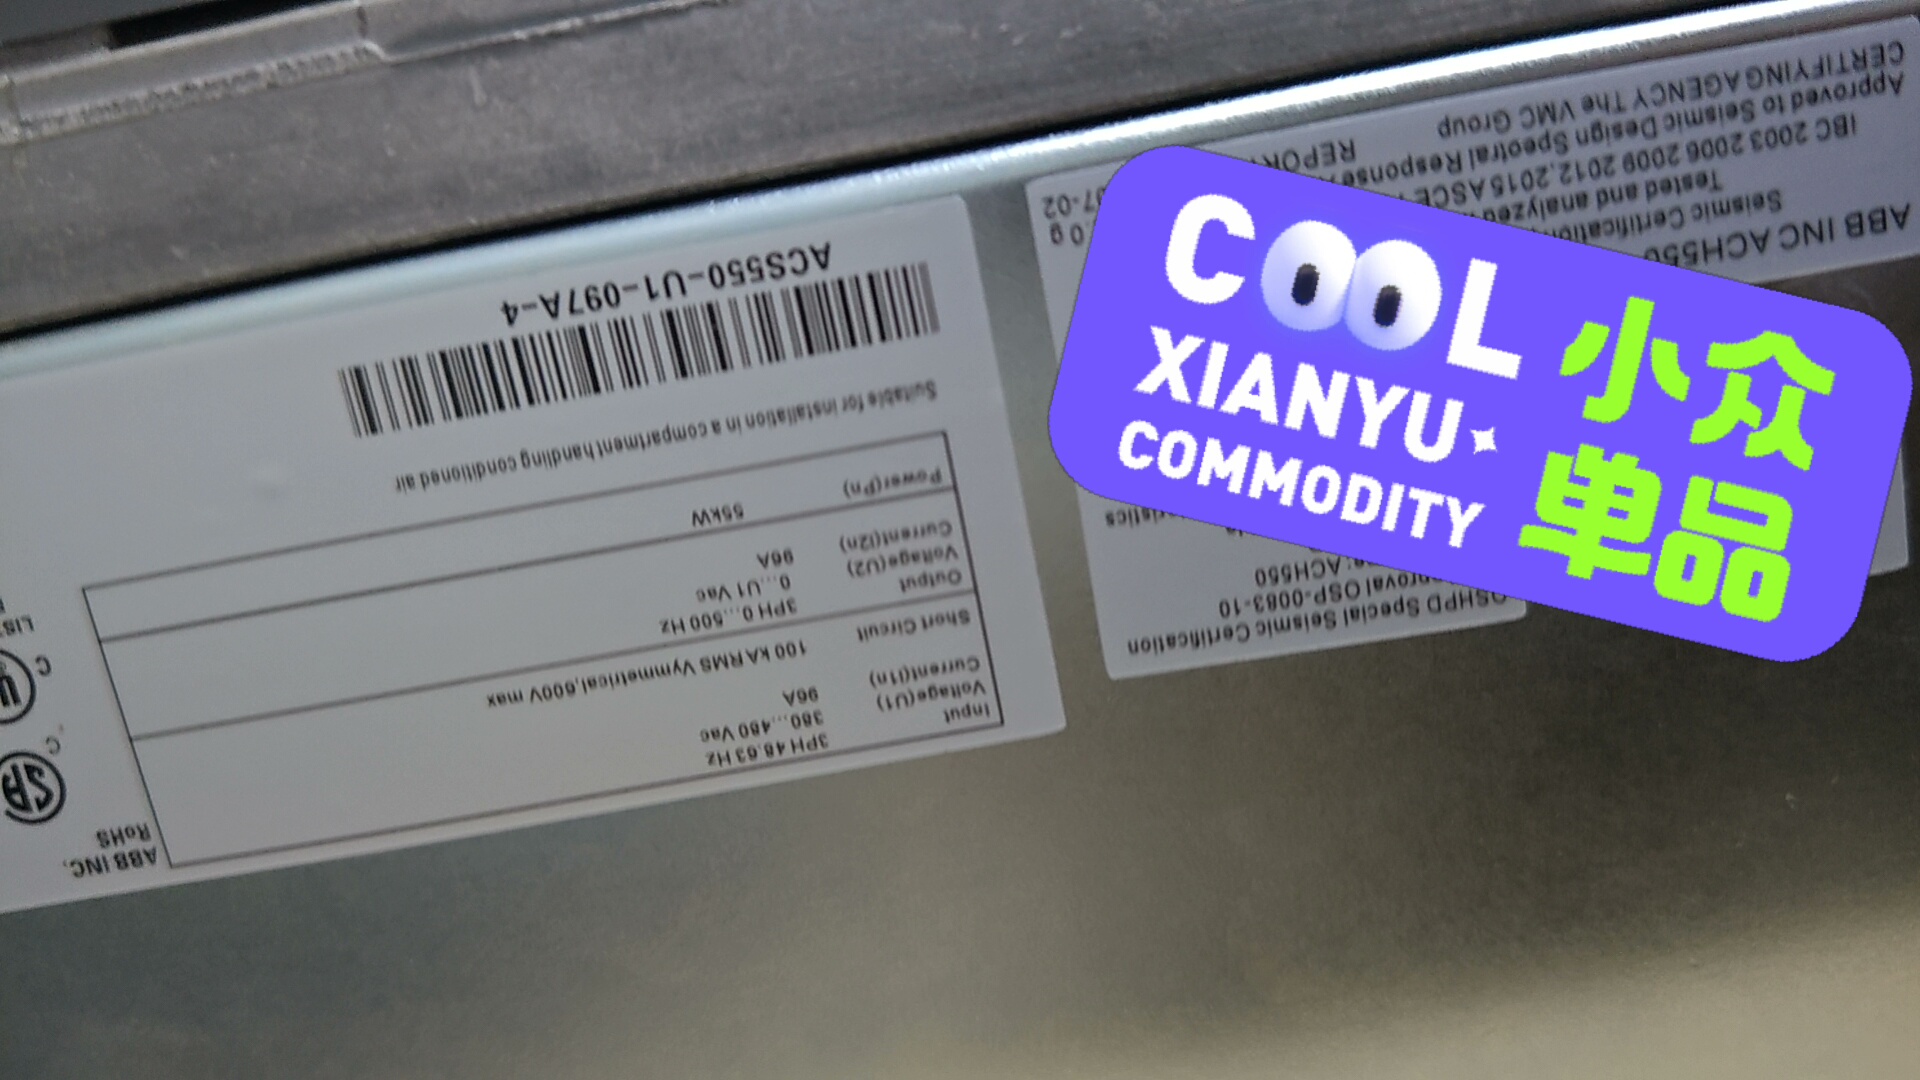 ABB INC.
RoHS
Input
3PH 48.63 Hz
Voltage(U1)
380...480 Vac
Current(I1n)
96A
Short Circuit
100 kA RMS Vymmetrical,600V max
Output
3PH 0...500 Hz
Voltage(U2)
0...U1 Vac
Current(I2n)
96A
Power(Pn)
55kW
Suitable for installation in a compartment handling conditioned air
ACS550-U1-097A-4
OSHPD Special Seismic Certification
OSP-0083-10
ACH550
ABB INC ACH550
Seismic Certification
Tested and analyzed
IBC 2003 2006 2009 2012,2015 ASCE
Approved to Seismic Design Spectral Response
CERTIFYING AGENCY The VMC Group
COOL
XIANYU
COMMODITY
小众
单品